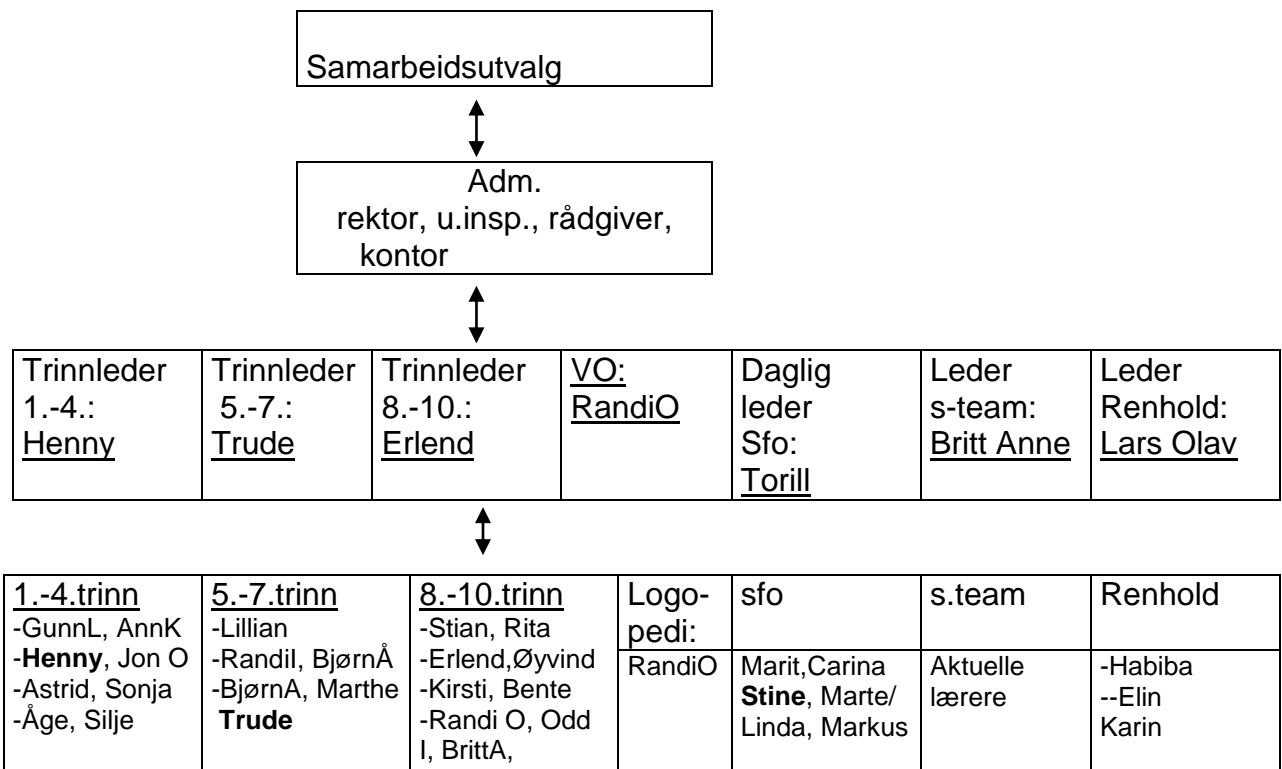 Samarbeidsutvalg
Adm.
rektor, u.insp., rådgiver,
kontor
Trinnleder
1.-4.:
Henny
Trinnleder
5.-7.:
Trude
Trinnleder
8.-10.:
Erlend
VO:
RandiO
Daglig
leder
Sfo:
Torill
Leder
s-team:
Britt Anne
Leder
Renhold:
Lars Olav
1.-4.trinn
-GunnL, AnnK
-Henny, Jon O
-Astrid, Sonja
-Åge, Silje
5.-7.trinn
-Lillian
-RandiI, BjørnÅ
-BjørnA, Marthe
Trude
8.-10.trinn
-Stian, Rita
-Erlend,Øyvind
-Kirsti, Bente
-Randi O, Odd
I, BrittA,
Logo-
pedi:
RandiO
sfo
Marit,Carina
Stine, Marte/
Linda, Markus
s.team
Aktuelle
lærere
Renhold
-Habiba
--Elin
Karin